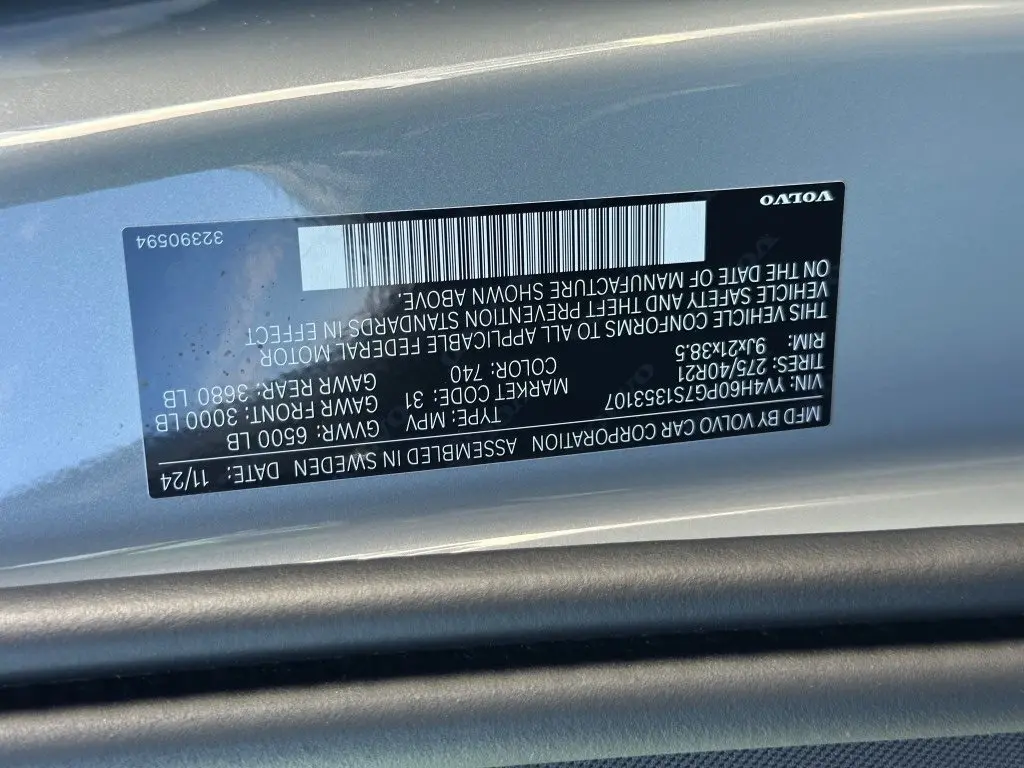 MFD BY VOLVO CAR CORPORATION ASSEMBLED IN SWEDEN DATE: 11/24
VIN: YV4H60PG7S1353107 TYPE: MPV GVWR: 6500 LB
TIRES: 275/40R21 MARKET CODE: 31 GAWR FRONT: 3000 LB
RIM: 9Jx21x38.5 COLOR: 740 GAWR REAR: 3680 LB
THIS VEHICLE CONFORMS TO ALL APPLICABLE FEDERAL MOTOR
VEHICLE SAFETY AND THEFT PREVENTION STANDARDS IN EFFECT
ON THE DATE OF MANUFACTURE SHOWN ABOVE.
VOLVO 32390594